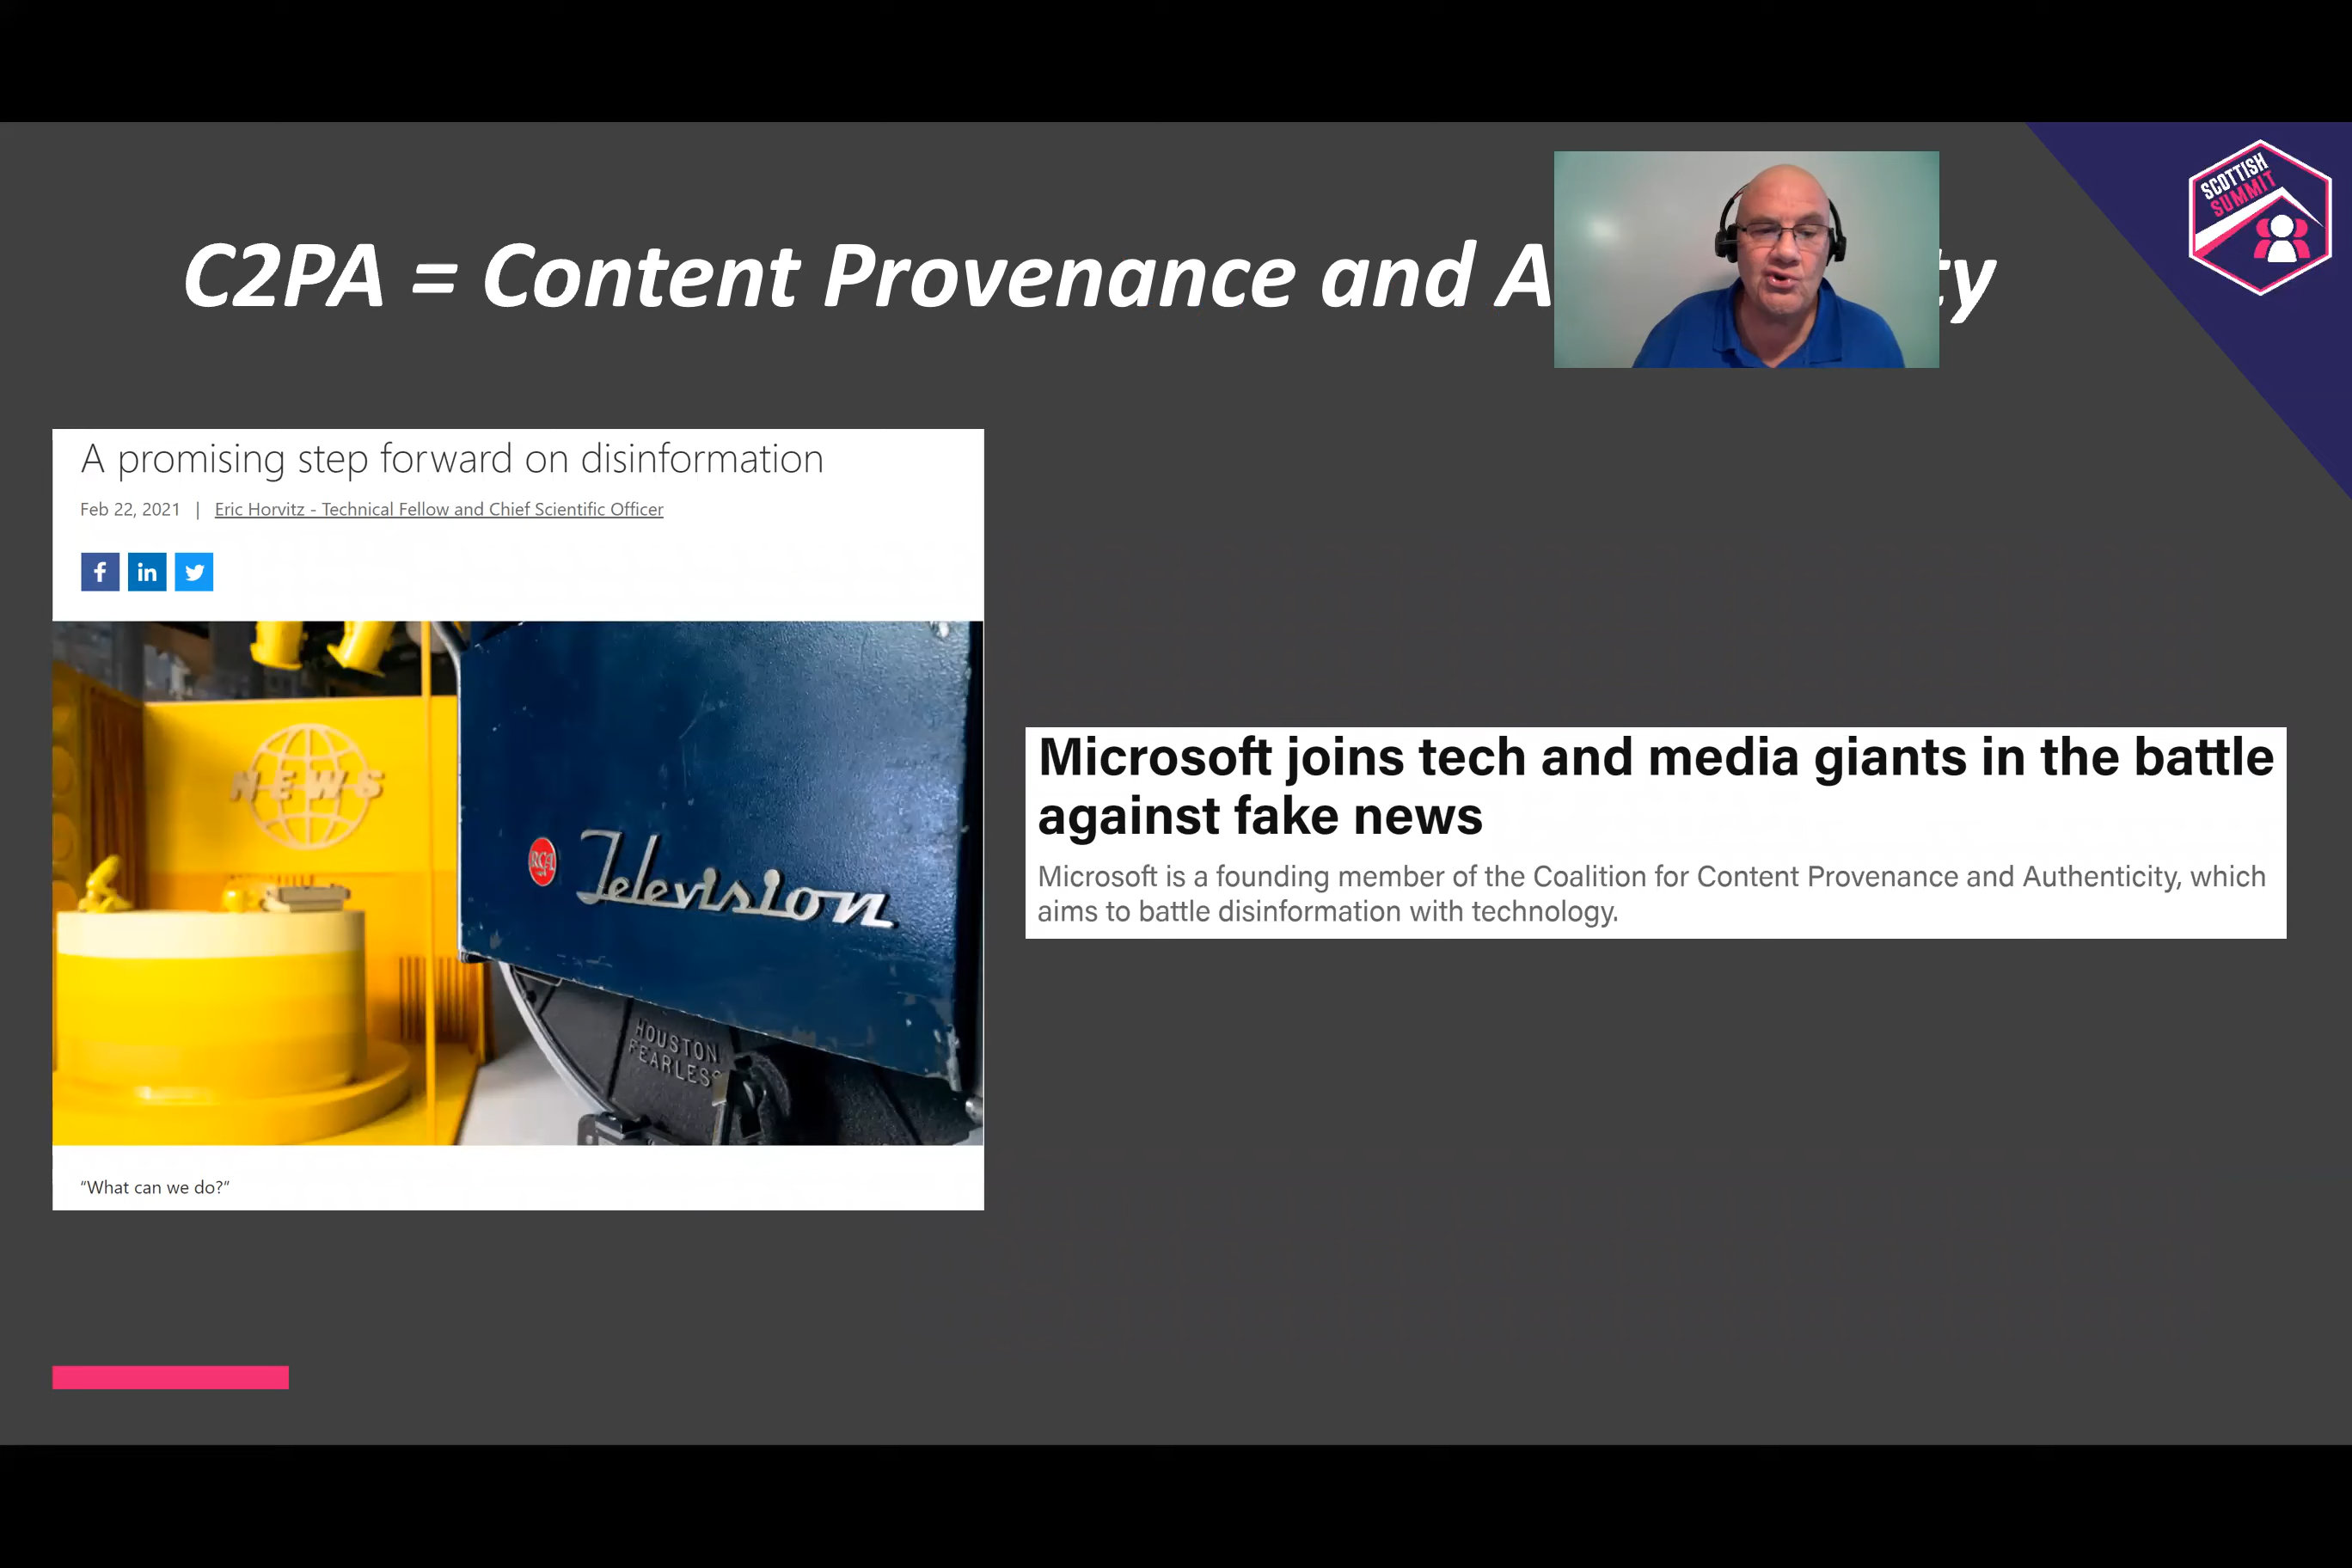 SCOTTISH
SUMMIT
C2PA = Content Provenance and A ty
A promising step forward on disinformation
Feb 22, 2021 | Eric Horvitz - Technical Fellow and Chief Scientific Officer
f in
NEWS
RCA Television
HOUSTON
FEARLESS
"What can we do?"
Microsoft joins tech and media giants in the battle
against fake news
Microsoft is a founding member of the Coalition for Content Provenance and Authenticity, which
aims to battle disinformation with technology.